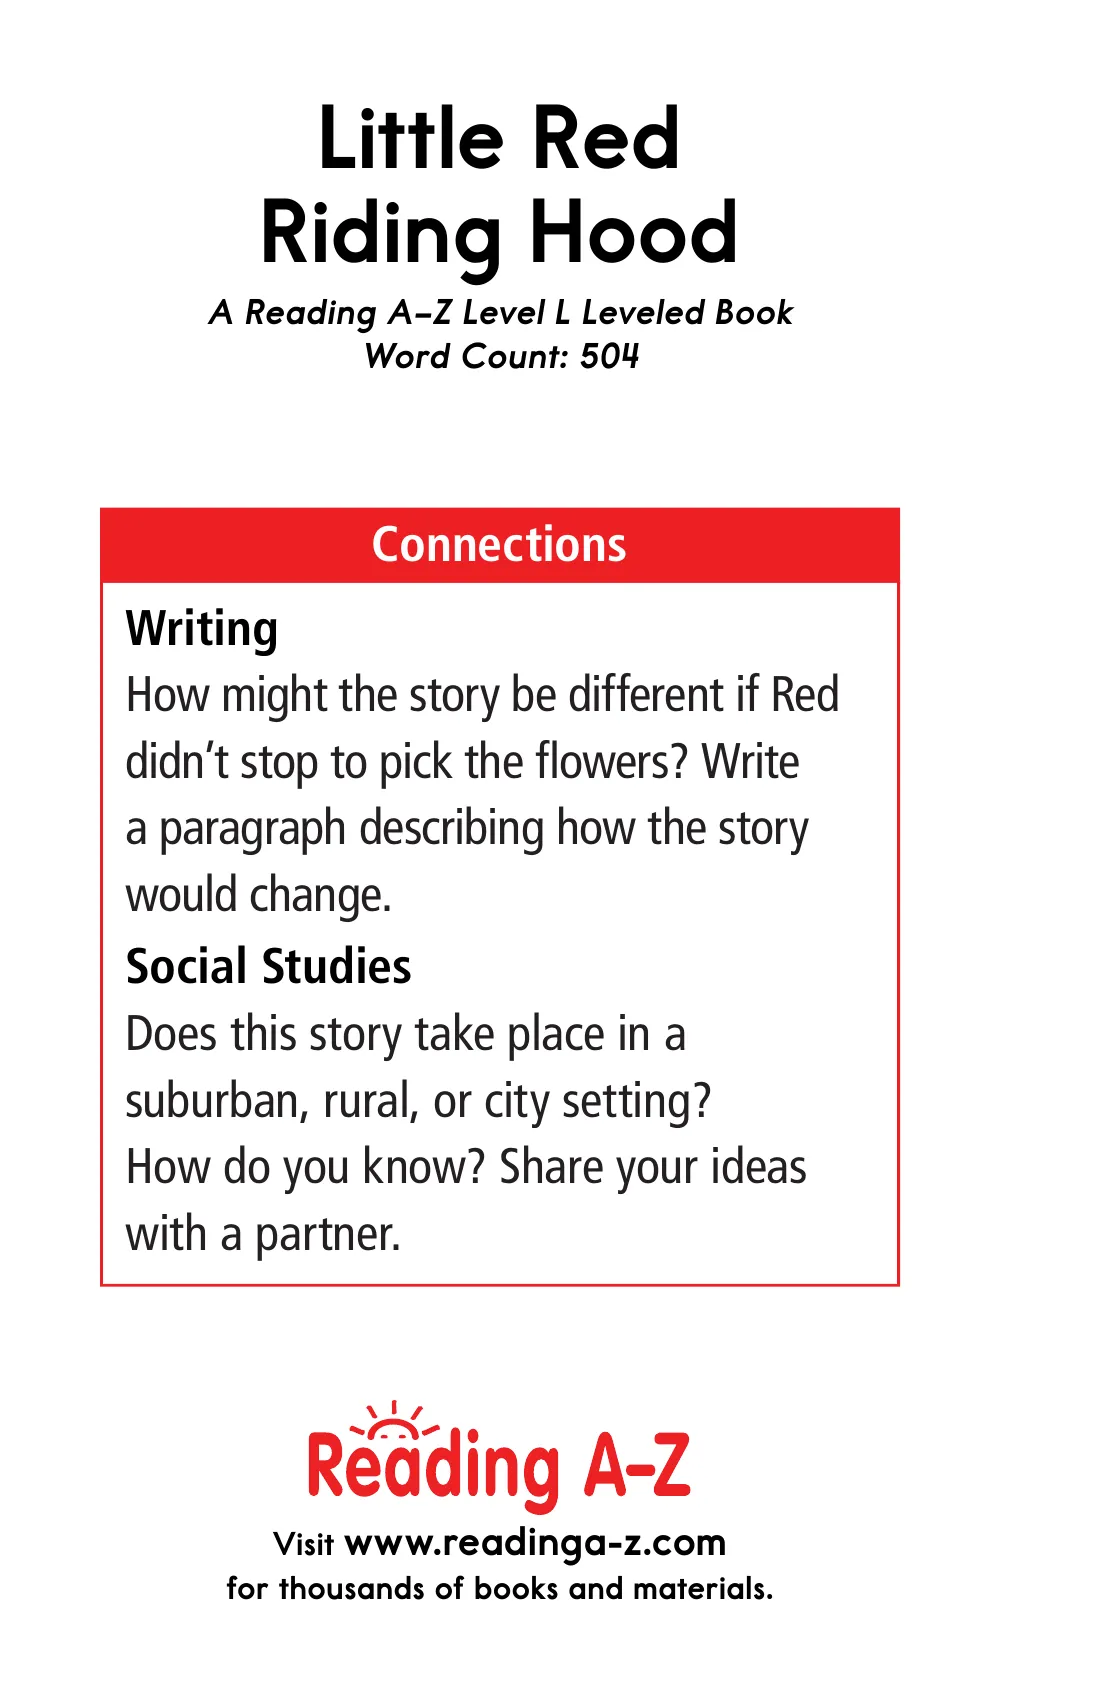 Little Red
Riding Hood
A Reading A–Z Level L Leveled Book
Word Count: 504
Connections
Writing
How might the story be different if Red
didn’t stop to pick the flowers? Write
a paragraph describing how the story
would change.
Social Studies
Does this story take place in a
suburban, rural, or city setting?
How do you know? Share your ideas
with a partner.
Reading A–Z
Visit www.readinga-z.com
for thousands of books and materials.